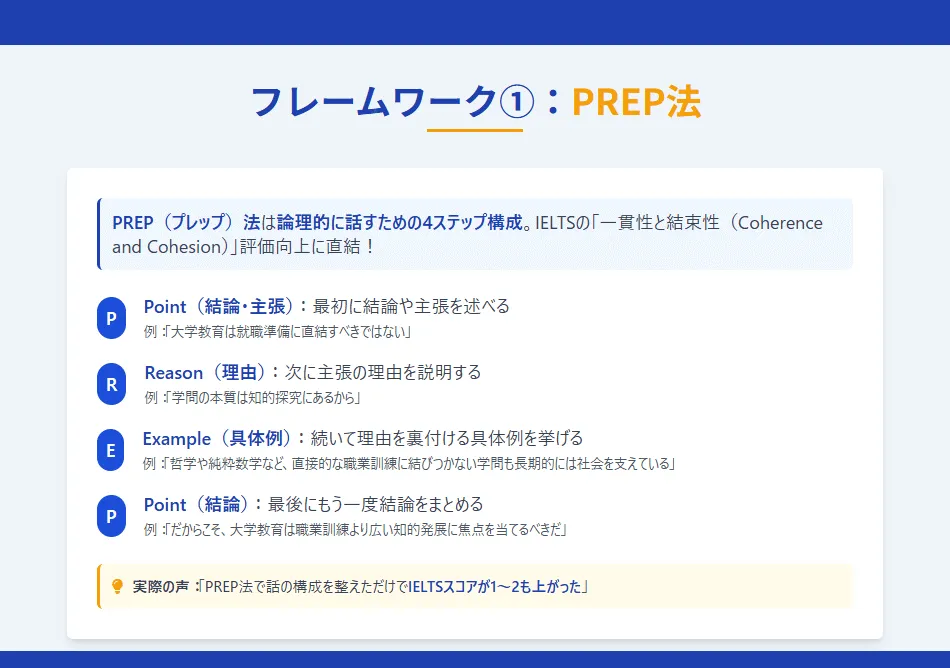 フレームワーク①：PREP法
PREP（プレップ）法は論理的に話すための4ステップ構成。IELTSの「一貫性と結束性（Coherence
and Cohesion）」評価向上に直結！
P
Point（結論・主張）：最初に結論や主張を述べる
例：「大学教育は就職準備に直結すべきではない」
R
Reason（理由）：次に主張の理由を説明する
例：「学問の本質は知的探究にあるから」
E
Example（具体例）：続いて理由を裏付ける具体例を挙げる
例：「哲学や純粋数学など、直接的な職業訓練に結びつかない学問も長期的には社会を支えている」
P
Point（結論）：最後にもう一度結論をまとめる
例：「だからこそ、大学教育は職業訓練より広い知的発展に焦点を当てるべきだ」
実際の声：「PREP法で話の構成を整えただけでIELTSスコアが1〜2も上がった」